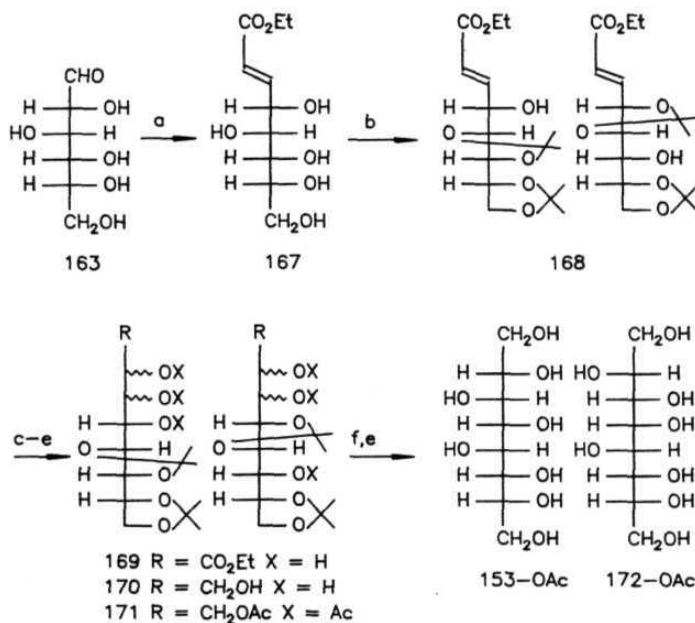 CHO
H OH
HO H
H OH
H OH
CH₂OH
163
a
CO₂Et
H OH
HO H
H OH
H OH
CH₂OH
167
b
CO₂Et
H OH
O H
H O
H O
O
CO₂Et
H O
O H
H OH
H O
O
168
c-e
R
OX
OX
H OX
O H
H O
H O
O
R
OX
OX
H O
O H
H OX
H O
O
169 R = CO₂Et X = H
170 R = CH₂OH X = H
171 R = CH₂OAc X = Ac
f,e
CH₂OH
H OH
HO H
H OH
HO H
H OH
H OH
CH₂OH
153-OAc
CH₂OH
HO H
H OH
H OH
HO H
H OH
H OH
CH₂OH
172-OAc